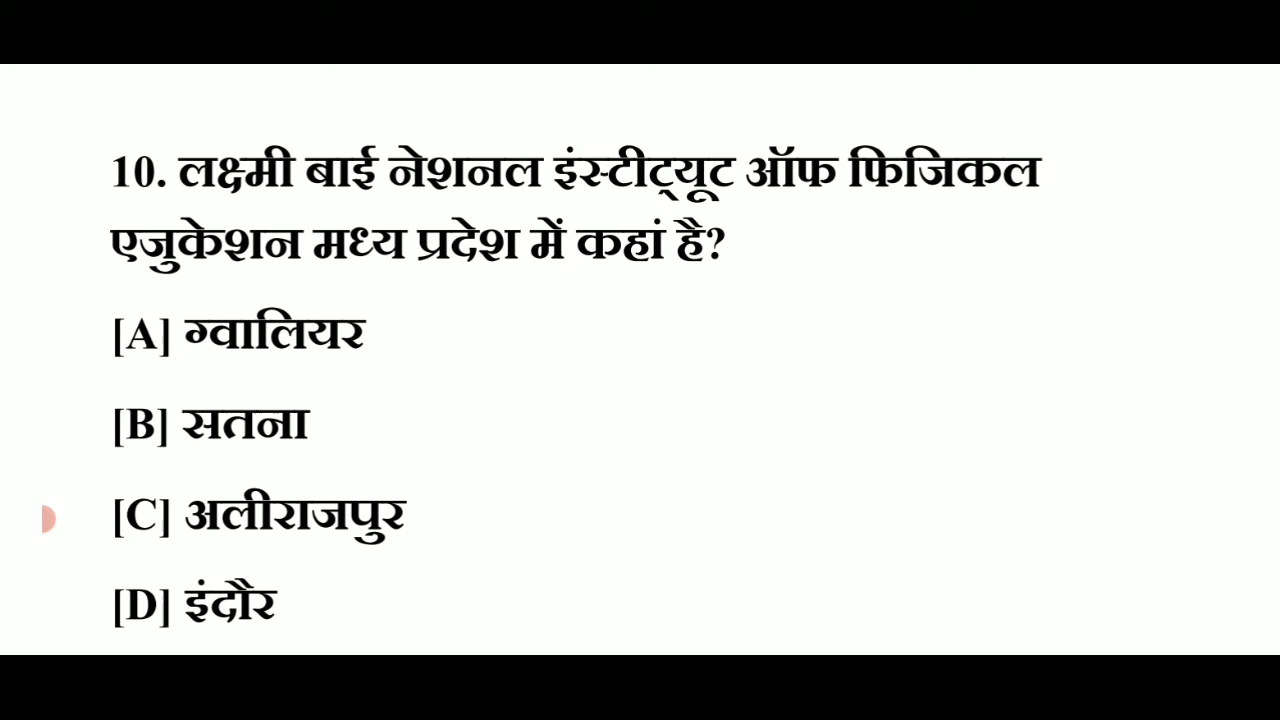 10. लक्ष्मी बाई नेशनल इंस्टीट्यूट ऑफ फिजिकल
एजुकेशन मध्य प्रदेश में कहां है?
[A] ग्वालियर
[B] सतना
[C] अलीराजपुर
[D] इंदौर